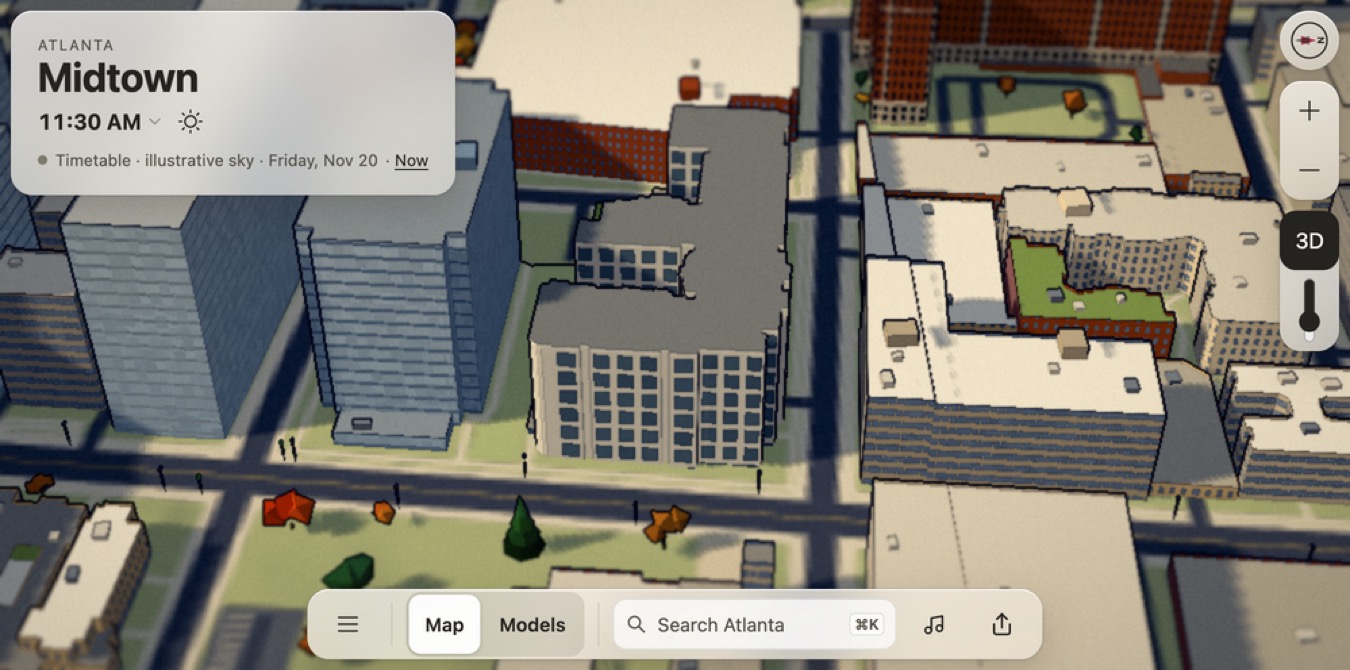 ATLANTA
Midtown
11:30 AM
Timetable · illustrative sky · Friday, Nov 20 · Now
N
+
−
3D
Map
Models
Search Atlanta
⌘K